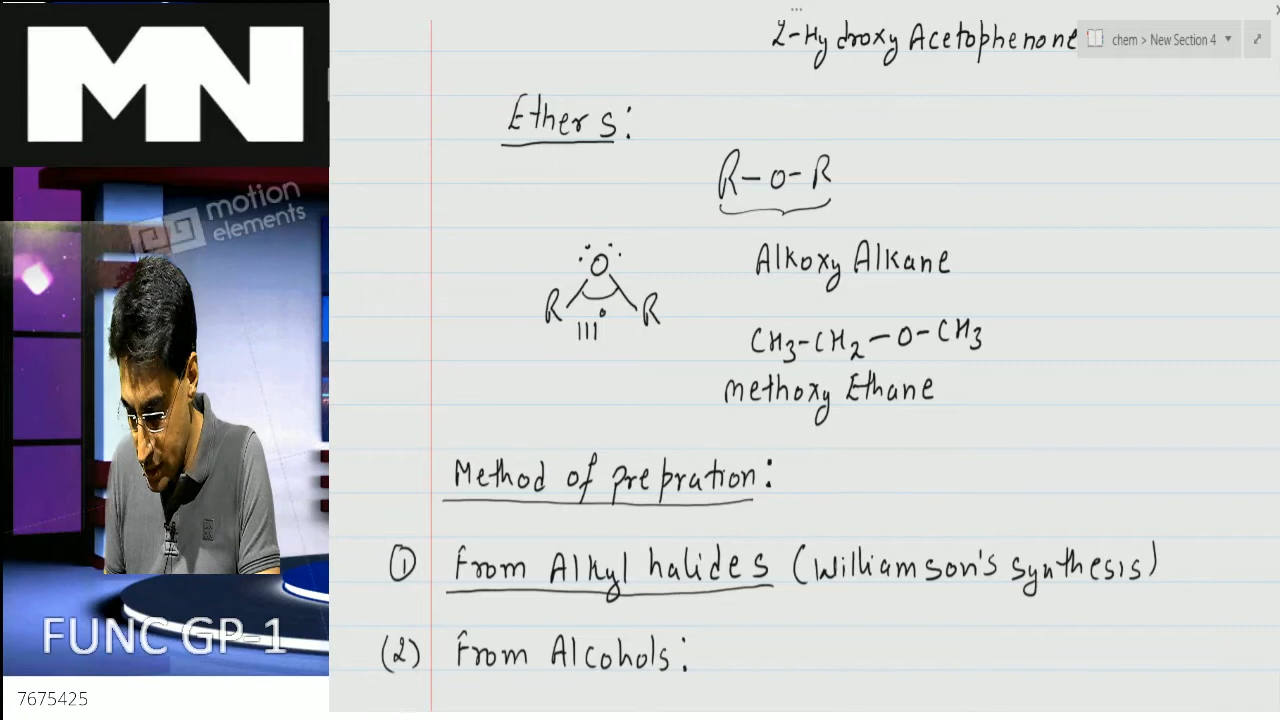 MN
motion
elements
FUNC GP-1
7675425
chem > New Section 4
2-Hydroxy Acetophenone
Ethers:
R-O-R
O
R R
111°
Alkoxy Alkane
CH3-CH2-O-CH3
methoxy Ethane
Method of prepration:
① From Alkyl halides (Williamson's synthesis)
(2) From Alcohols: